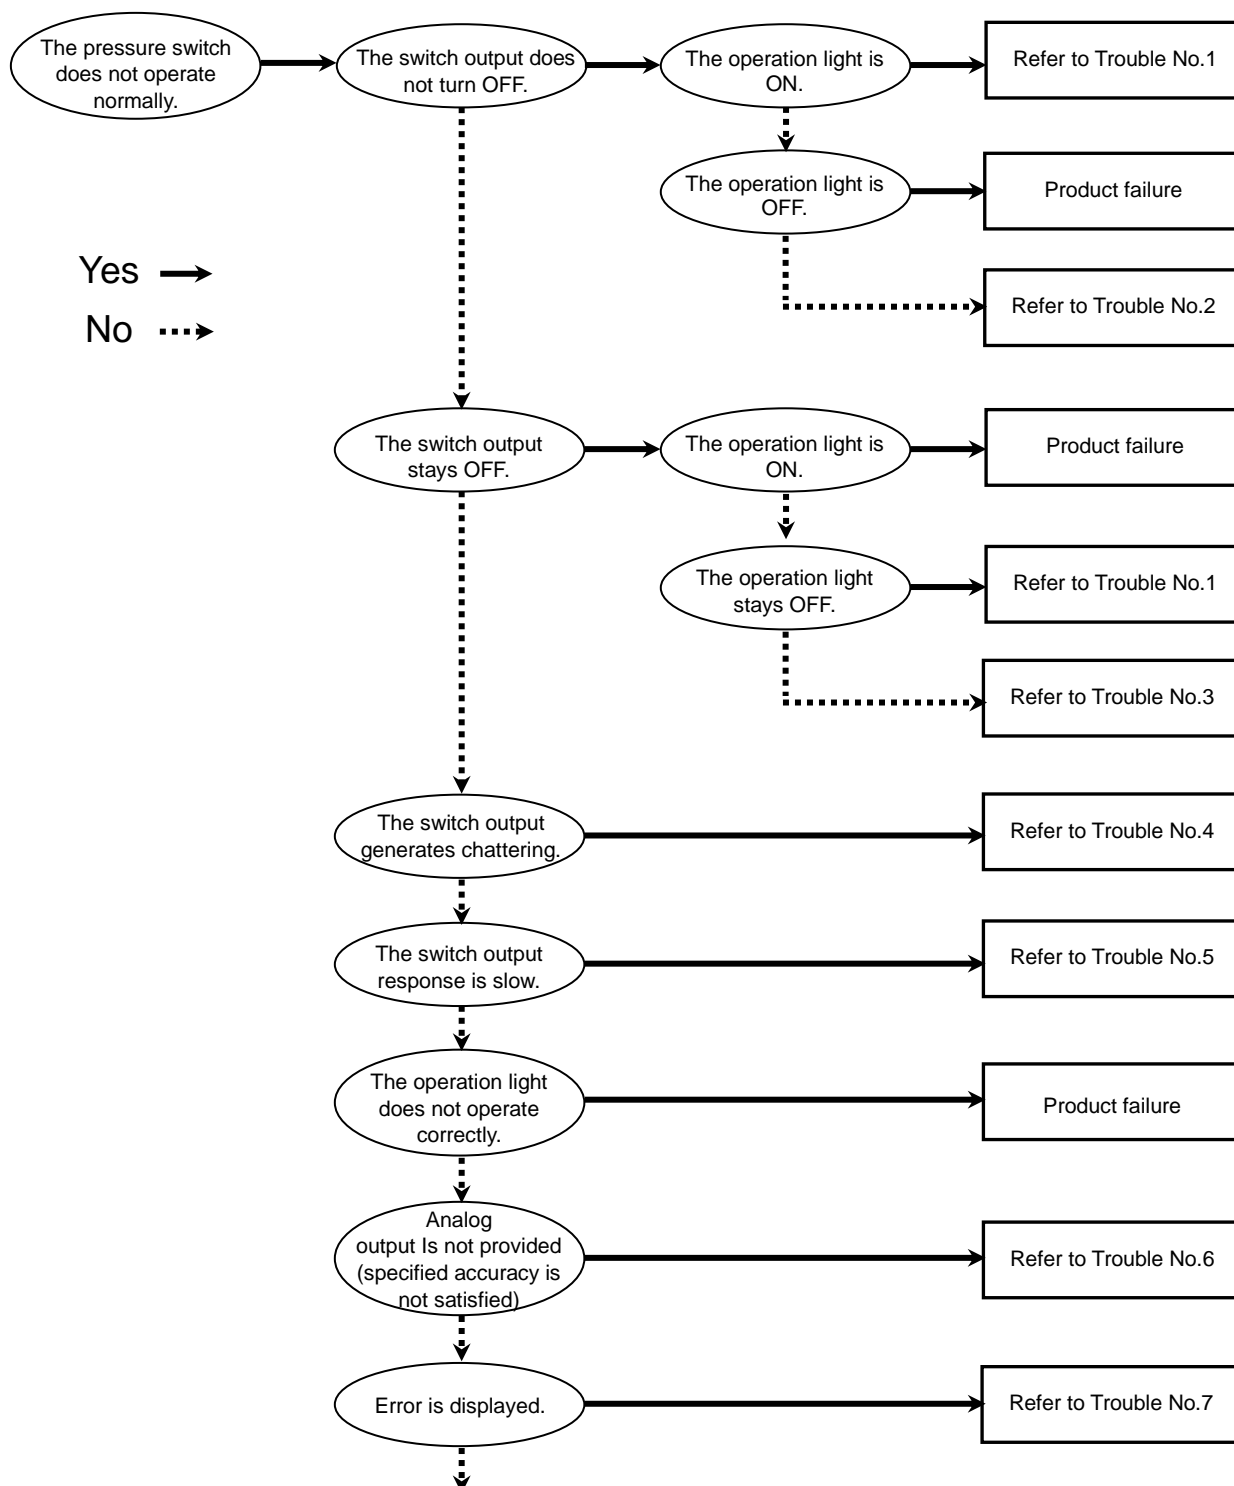 The pressure switch
does not operate
normally.
The switch output does
not turn OFF.
The operation light is
ON.
Refer to Trouble No.1
The operation light is
OFF.
Product failure
Yes
No
Refer to Trouble No.2
The switch output
stays OFF.
The operation light is
ON.
Product failure
The operation light
stays OFF.
Refer to Trouble No.1
Refer to Trouble No.3
The switch output
generates chattering.
Refer to Trouble No.4
The switch output
response is slow.
Refer to Trouble No.5
The operation light
does not operate
correctly.
Product failure
Analog
output Is not provided
(specified accuracy is
not satisfied)
Refer to Trouble No.6
Error is displayed.
Refer to Trouble No.7